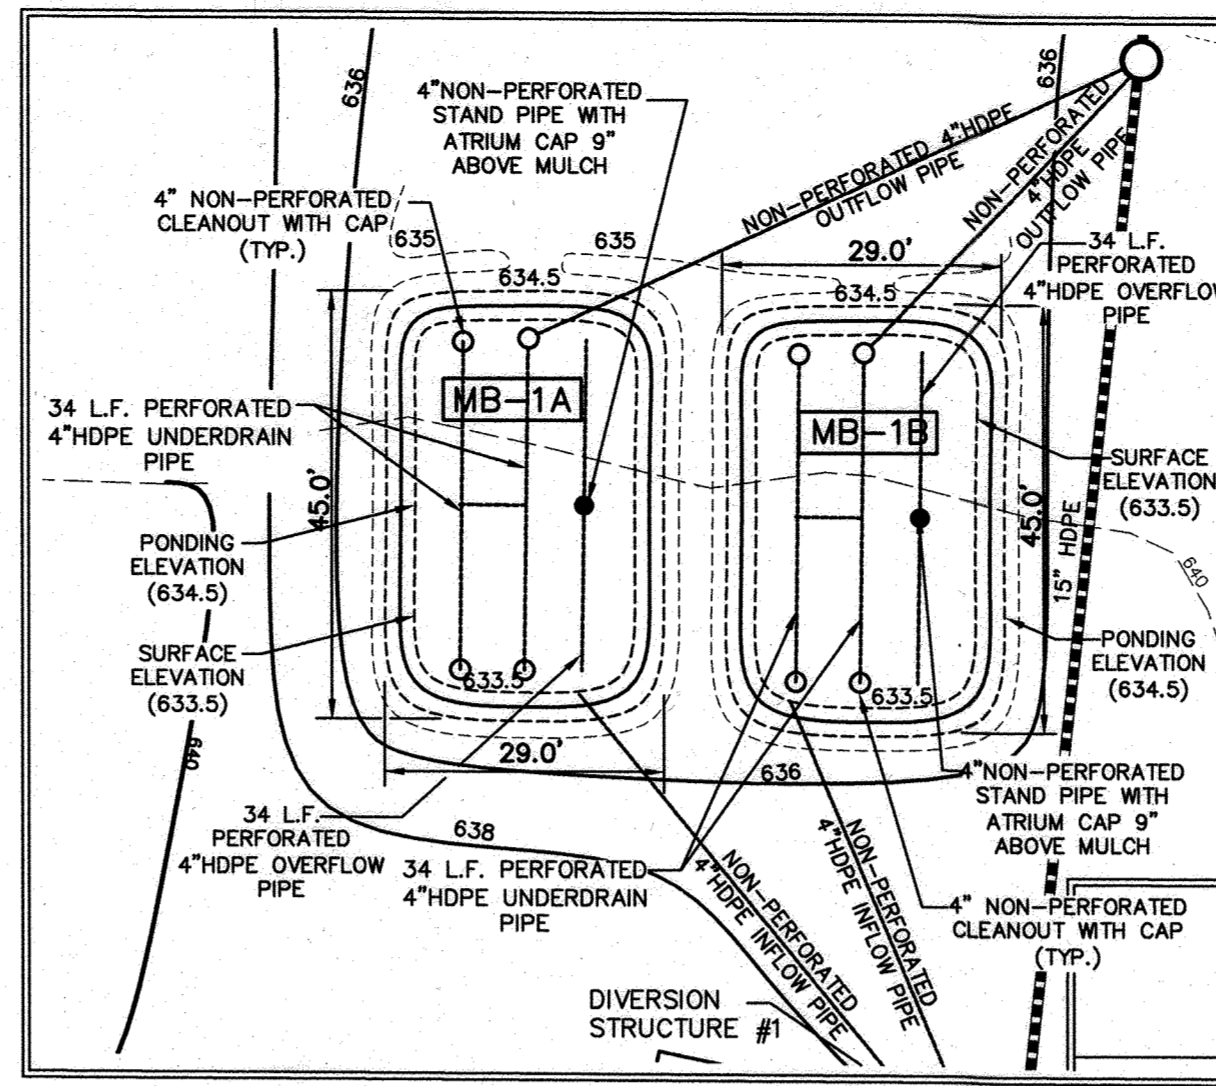 636
4"NON-PERFORATED
STAND PIPE WITH
ATRIUM CAP 9"
ABOVE MULCH
636
NON-PERFORATED 4"HDPE
OUTFLOW PIPE
NON-PERFORATED
4"HDPE
OUTFLOW PIPE
4" NON-PERFORATED
CLEANOUT WITH CAP
(TYP.)
635
635
634.5
29.0'
634.5
34 L.F.
PERFORATED
4"HDPE OVERFLOW
PIPE
MB-1A
MB-1B
34 L.F. PERFORATED
4"HDPE UNDERDRAIN
PIPE
45.0'
SURFACE
ELEVATION
(633.5)
45.0'
15" HDPE
640
PONDING
ELEVATION
(634.5)
SURFACE
ELEVATION
(633.5)
PONDING
ELEVATION
(634.5)
633.5
633.5
640
29.0'
636
638
34 L.F.
PERFORATED
4"HDPE OVERFLOW
PIPE
34 L.F. PERFORATED
4"HDPE UNDERDRAIN
PIPE
4"NON-PERFORATED
STAND PIPE WITH
ATRIUM CAP 9"
ABOVE MULCH
NON-PERFORATED
4"HDPE INFLOW PIPE
NON-PERFORATED
4"HDPE INFLOW PIPE
4" NON-PERFORATED
CLEANOUT WITH CAP
(TYP.)
DIVERSION
STRUCTURE #1